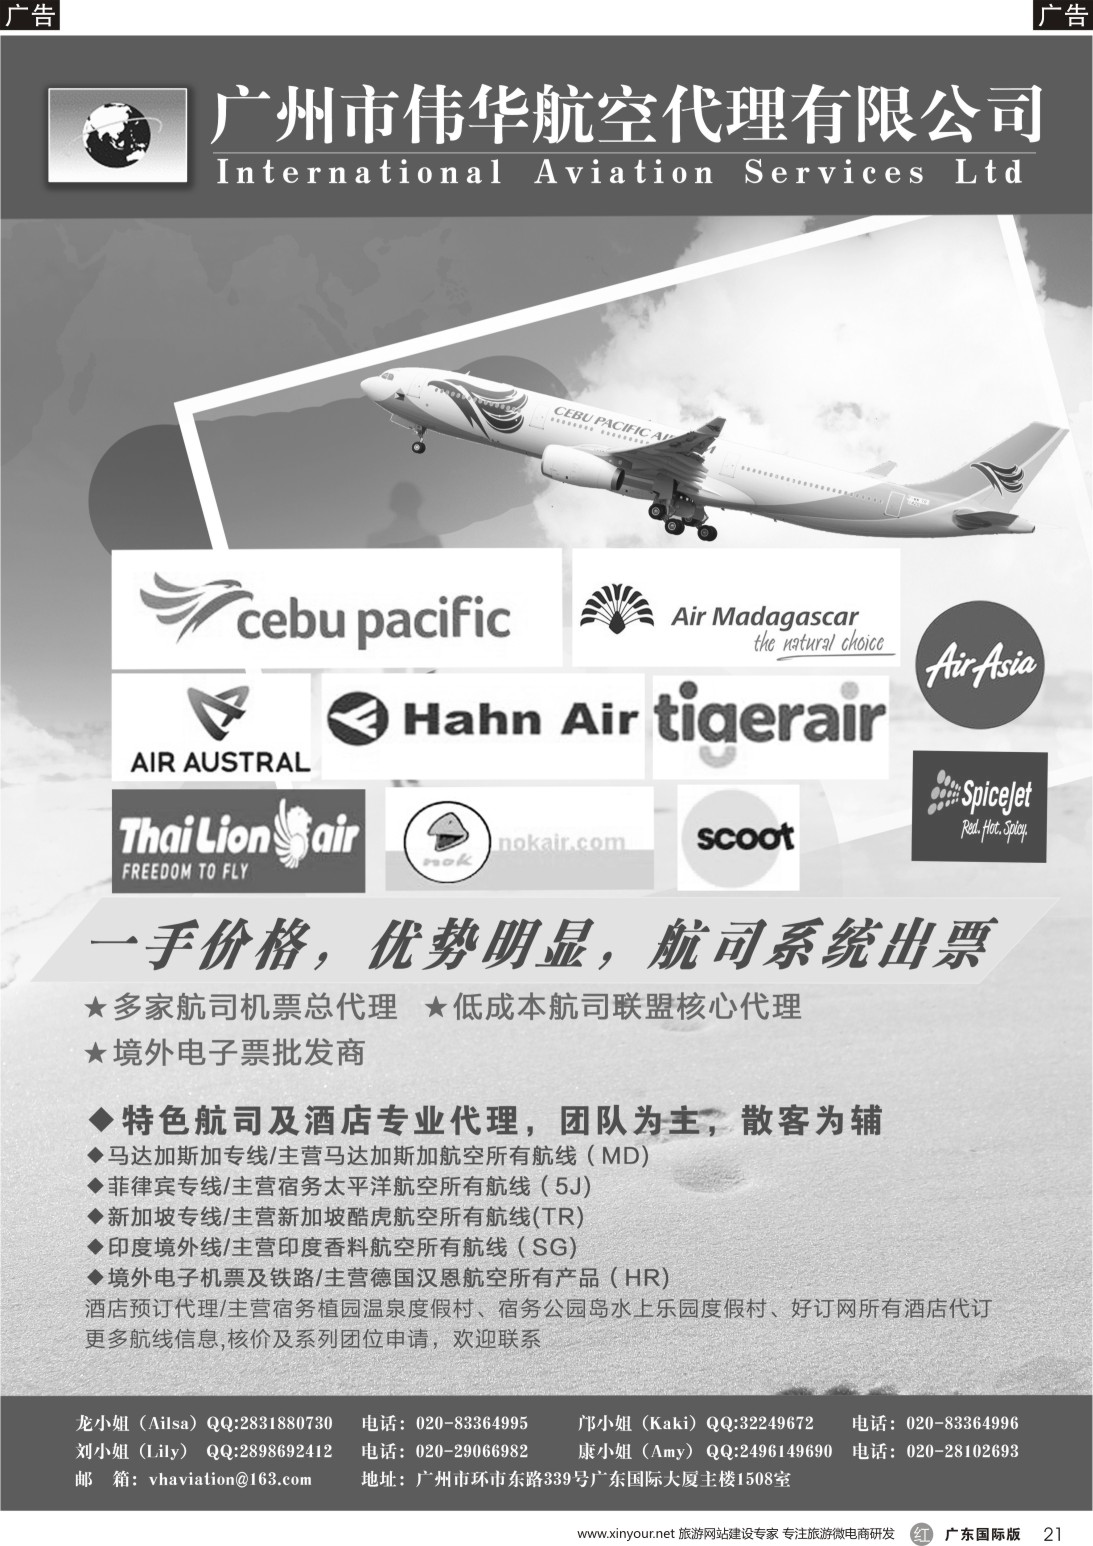 广告
广告
广州市伟华航空代理有限公司
International Aviation Services Ltd
CEBU PACIFIC AIR
cebu pacific
Air Madagascar
the natural choice
AirAsia
AIR AUSTRAL
Hahn Air
tigerair
Thai Lion air
FREEDOM TO FLY
nok
nokair.com
scoot
SpiceJet
Red. Hot. Spicy.
一手价格，优势明显，航司系统出票
★多家航司机票总代理 ★低成本航司联盟核心代理
★境外电子票批发商
◆特色航司及酒店专业代理，团队为主，散客为辅
◆马达加斯加专线/主营马达加斯加航空所有航线（MD）
◆菲律宾专线/主营宿务太平洋航空所有航线（5J）
◆新加坡专线/主营新加坡酷虎航空所有航线(TR)
◆印度境外线/主营印度香料航空所有航线（SG）
◆境外电子机票及铁路/主营德国汉恩航空所有产品（HR）
酒店预订代理/主营宿务植园温泉度假村、宿务公园岛水上乐园度假村、好订网所有酒店代订
更多航线信息,核价及系列团位申请，欢迎联系
龙小姐（Ailsa）QQ:2831880730 电话：020-83364995 邝小姐（Kaki）QQ:32249672 电话：020-83364996
刘小姐（Lily） QQ:2898692412 电话：020-29066982 康小姐（Amy）QQ:2496149690 电话：020-28102693
邮 箱：vhaviation@163.com 地址：广州市环市东路339号广东国际大厦主楼1508室
www.xinyour.net 旅游网站建设专家 专注旅游微电商研发 红 广东国际版 21